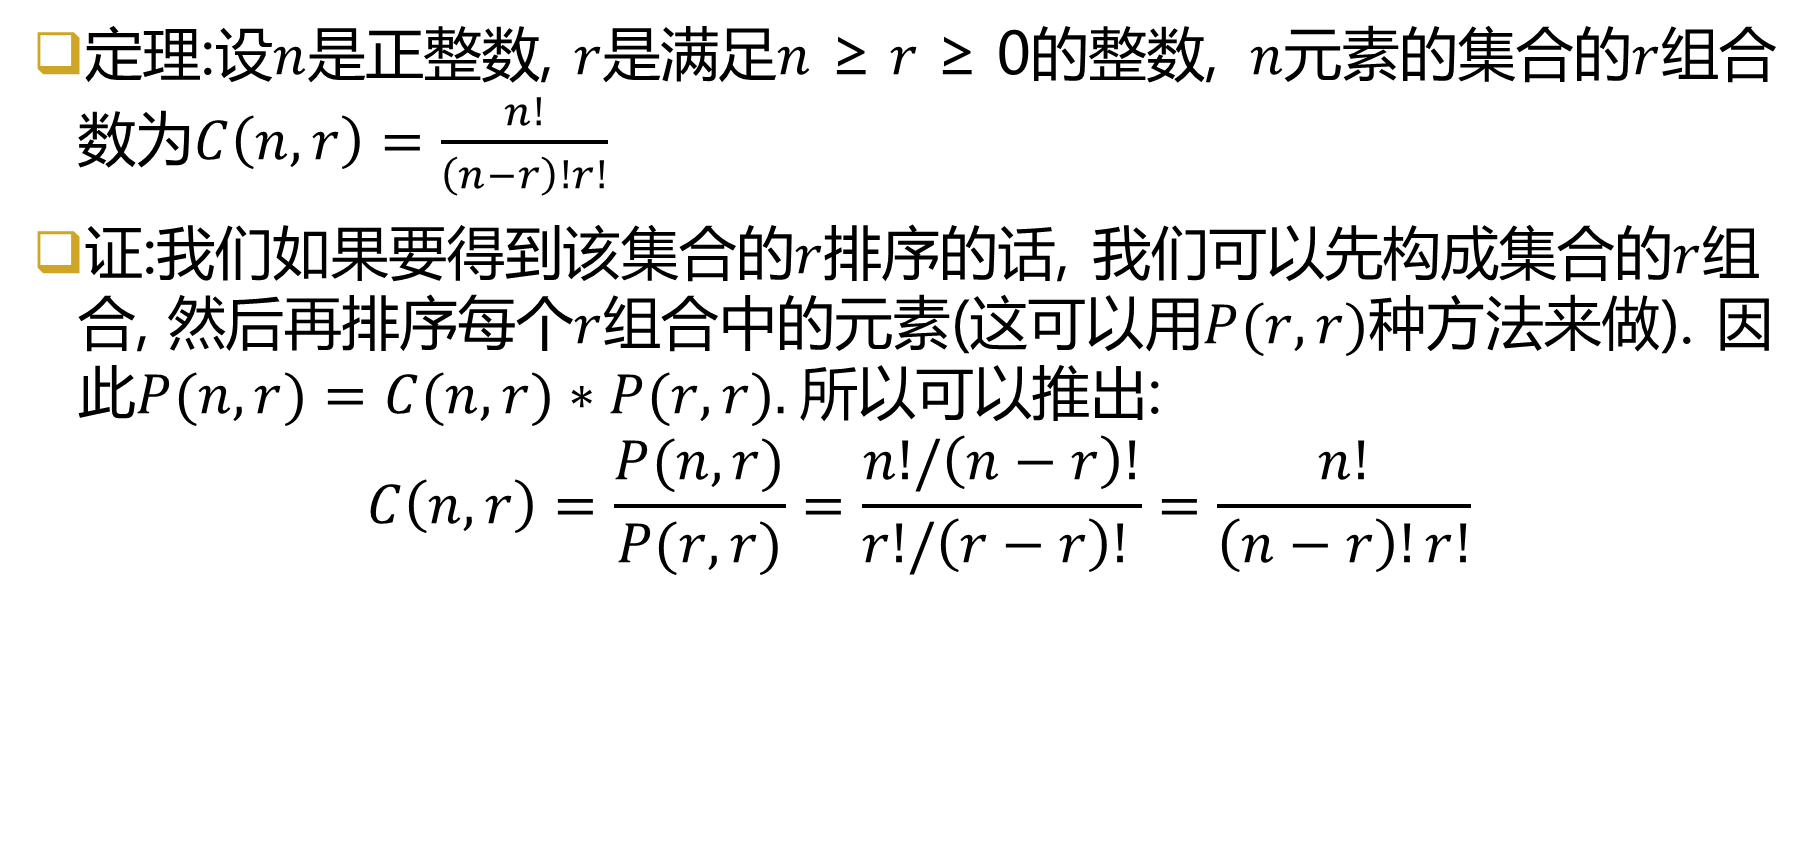 ❑定理:设n是正整数, r是满足n ≥ r ≥ 0的整数, n元素的集合的r组合
数为C(n,r) = n!/((n−r)!r!)
❑证:我们如果要得到该集合的r排序的话, 我们可以先构成集合的r组
合, 然后再排序每个r组合中的元素(这可以用P(r,r)种方法来做). 因
此P(n,r) = C(n,r) ∗ P(r,r). 所以可以推出:
C(n,r) = P(n,r)/P(r,r) = (n!/(n − r)!)/(r!/(r − r)!) = n!/((n − r)! r!)